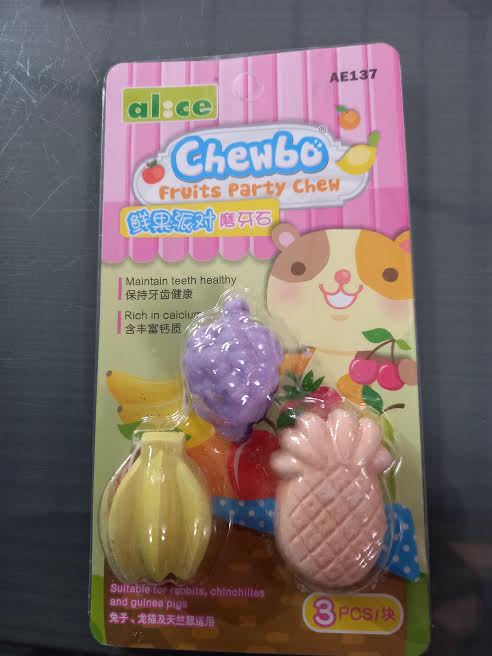 AE137
al:ce
Chewbo®
Fruits Party Chew
鲜果派对 磨牙石
Maintain teeth healthy
保持牙齿健康
Rich in calcium
含丰富钙质
Suitable for rabbits, chinchillas
and guinea pigs
兔子、龙猫及天竺鼠适用
3 PCS/块